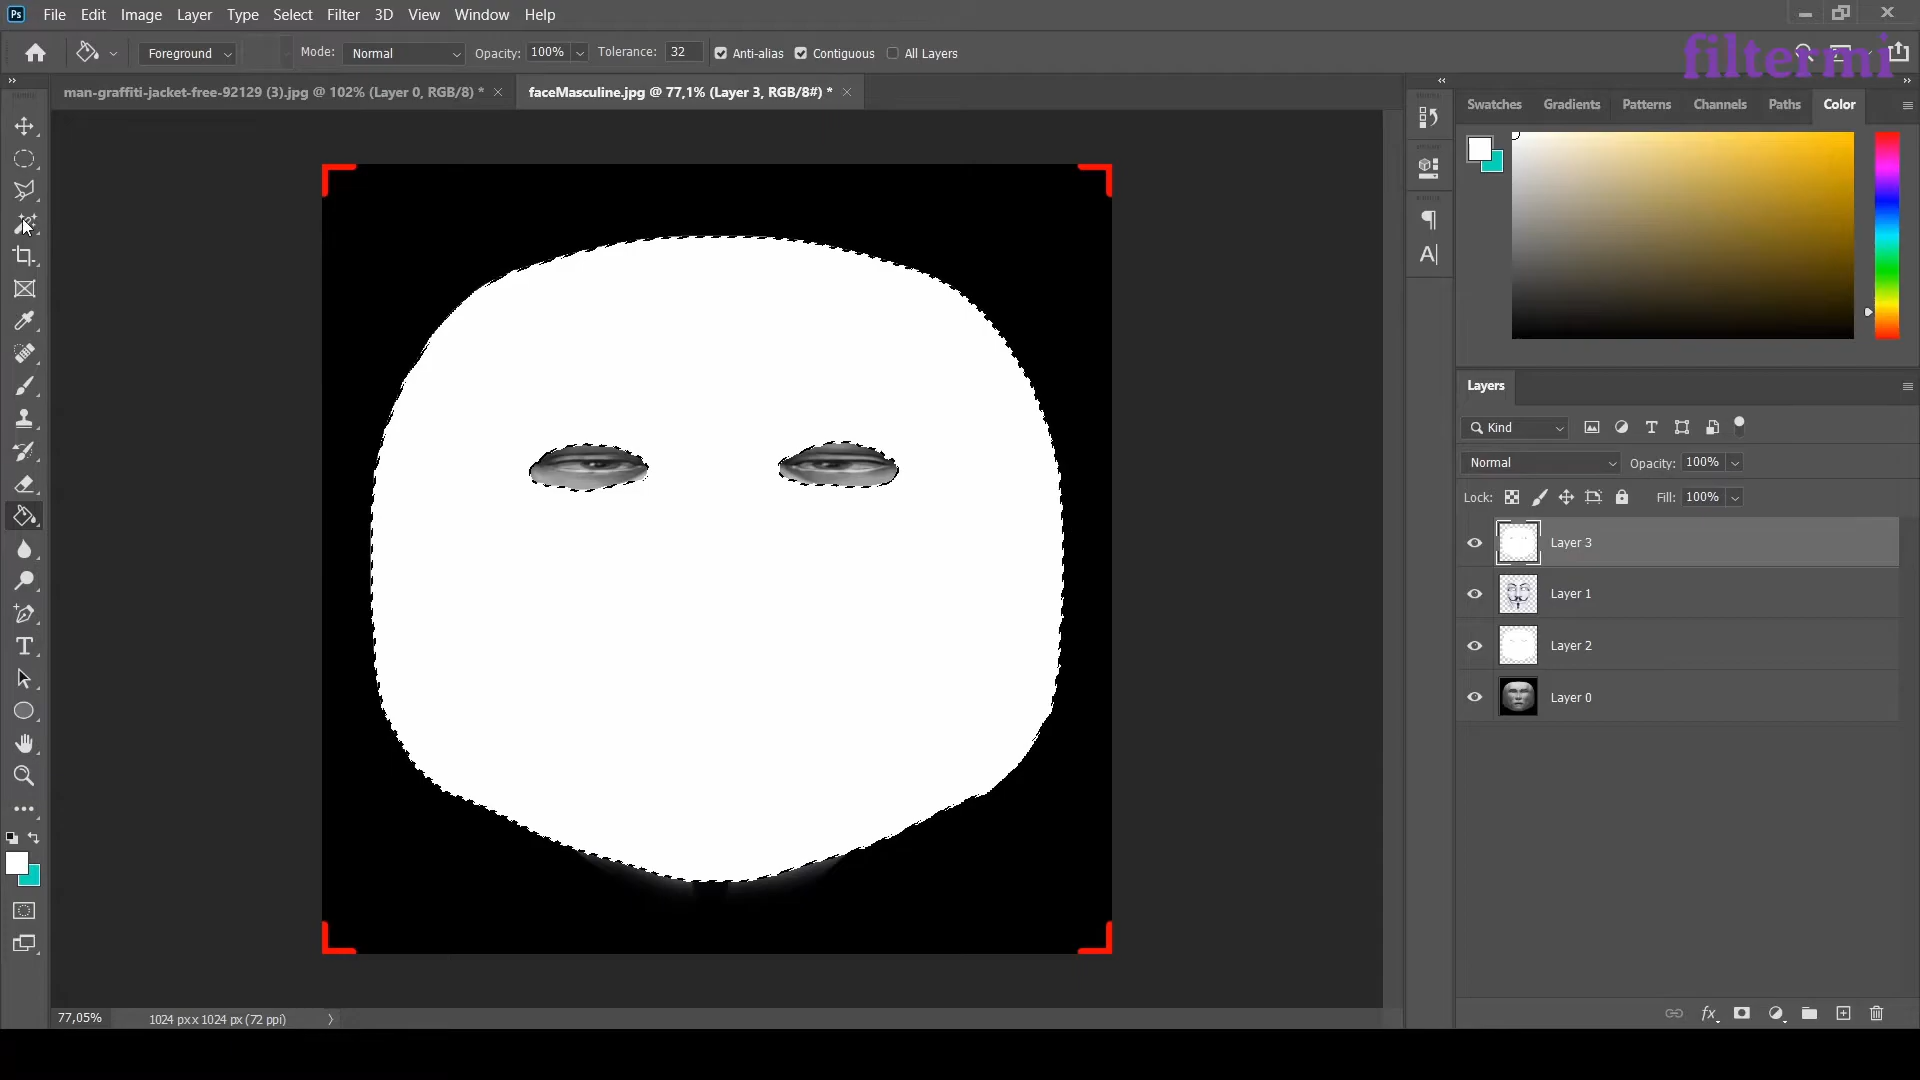 Ps File Edit Image Layer Type Select Filter 3D View Window Help
Foreground Mode: Normal Opacity: 100% Tolerance: 32 Anti-alias Contiguous All Layers
filtermi
man-graffiti-jacket-free-92129 (3).jpg @ 102% (Layer 0, RGB/8) * faceMasculine.jpg @ 77,1% (Layer 3, RGB/8#) *
Swatches Gradients Patterns Channels Paths Color
Layers
Kind
Normal Opacity: 100%
Lock: Fill: 100%
Layer 3
Layer 1
Layer 2
Layer 0
77,05% 1024 px x 1024 px (72 ppi)